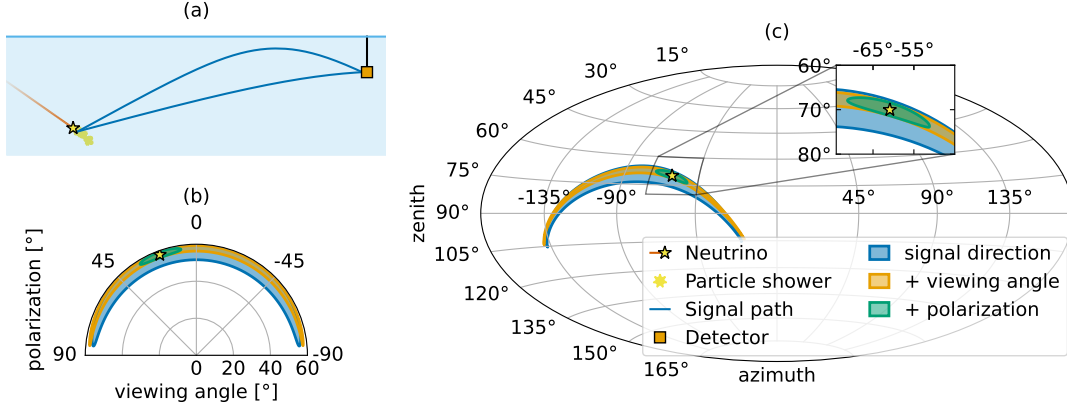 (a)
(b)
0
45
-45
90
-90
polarization [°]
0 20 40 60
viewing angle [°]
(c)
-65°-55°
60°
70°
80°
15°
30°
45°
60°
75°
90°
105°
120°
135°
150°
165°
zenith
-135° -90° 45° 90° 135°
azimuth
Neutrino
Particle shower
Signal path
Detector
signal direction
+ viewing angle
+ polarization